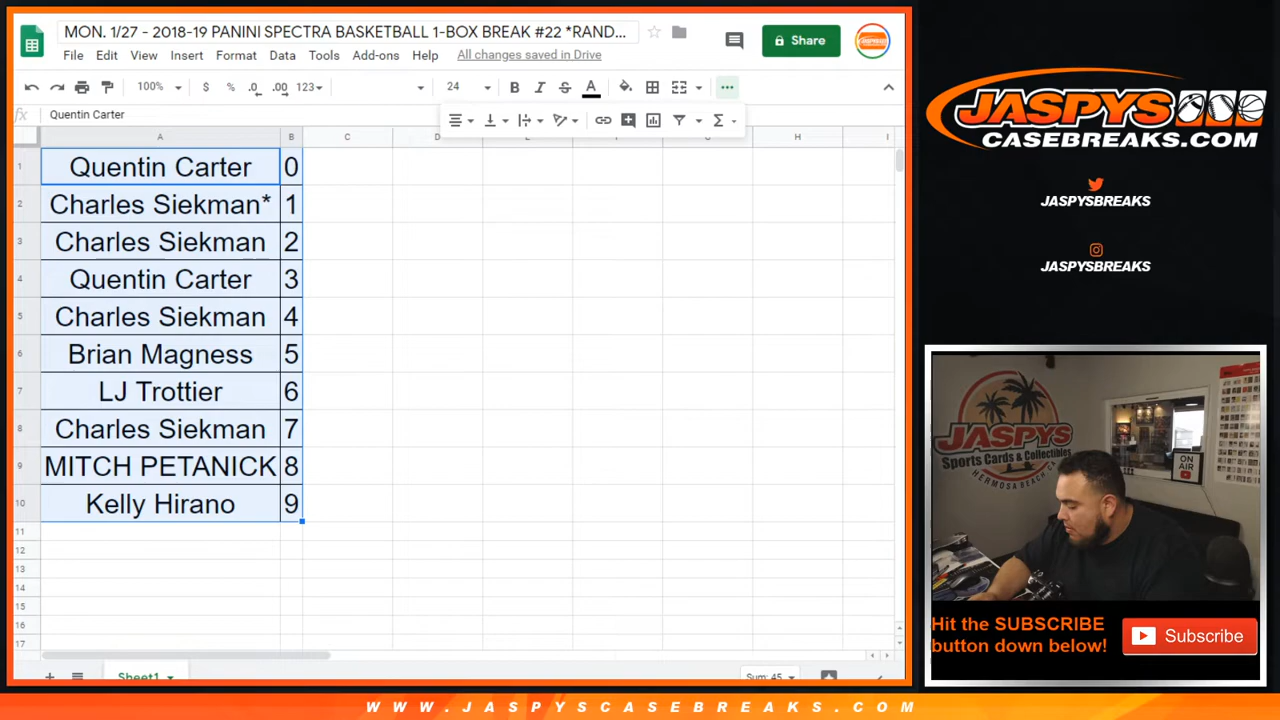 MON. 1/27 - 2018-19 PANINI SPECTRA BASKETBALL 1-BOX BREAK #22 *RAND...
Share
File Edit View Insert Format Data Tools Add-ons Help All changes saved in Drive
100% $ % .0 .00 123 24 B I S A
fx Quentin Carter
A B C D E F G H I
1 Quentin Carter 0
2 Charles Siekman* 1
3 Charles Siekman 2
4 Quentin Carter 3
5 Charles Siekman 4
6 Brian Magness 5
7 LJ Trottier 6
8 Charles Siekman 7
9 MITCH PETANICK 8
10 Kelly Hirano 9
11
12
13
14
15
16
17
Sheet1
Sum: 45
JASPYS
CASEBREAKS.COM
JASPYSBREAKS
JASPYSBREAKS
JASPYS
Sports Cards & Collectibles
HERMOSA BEACH CA
ON AIR
Hit the SUBSCRIBE
button down below!
Subscribe
WWW.JASPYSCASEBREAKS.COM